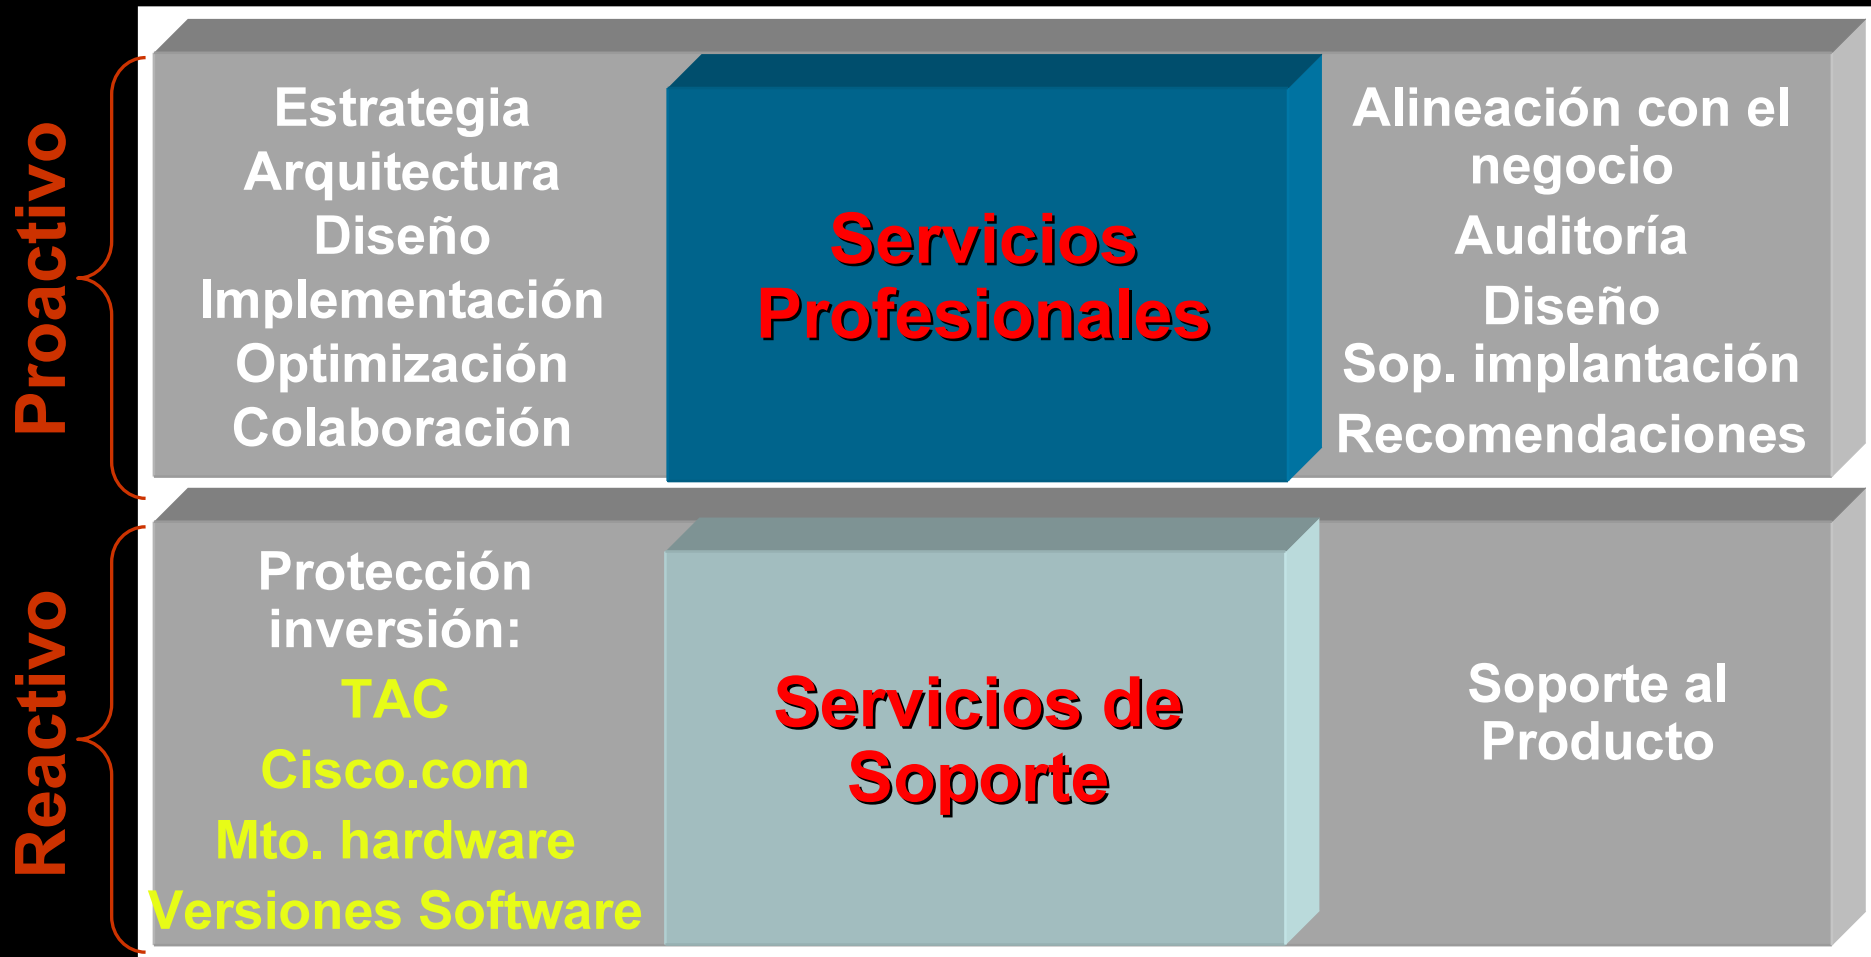 Proactivo
Estrategia
Arquitectura
Diseño
Implementación
Optimización
Colaboración
Servicios
Profesionales
Alineación con el
negocio
Auditoría
Diseño
Sop. implantación
Recomendaciones
Reactivo
Protección
inversión:
TAC
Cisco.com
Mto. hardware
Versiones Software
Servicios de
Soporte
Soporte al
Producto